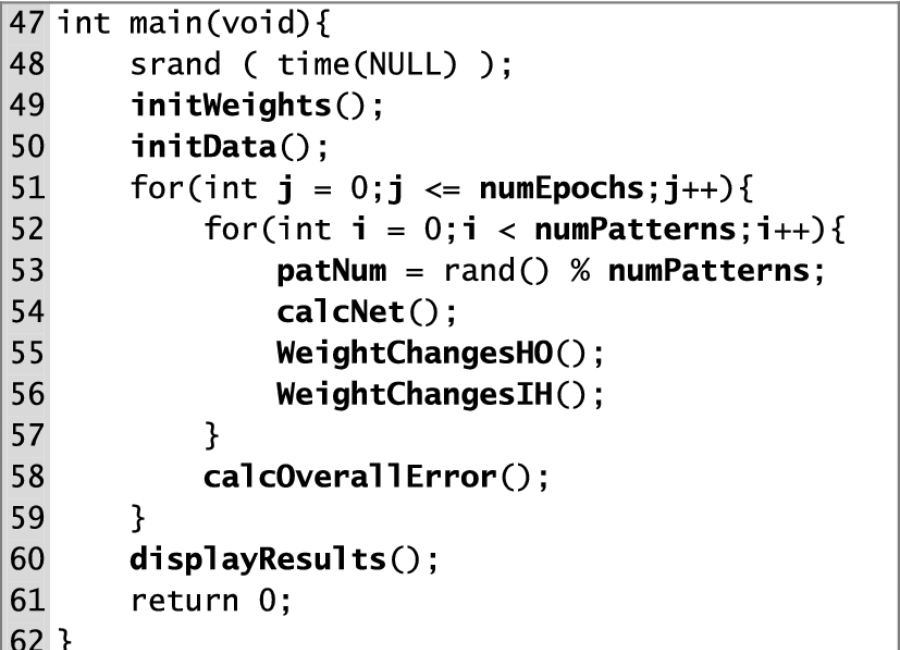 47 int main(void){
48     srand ( time(NULL) );
49     initWeights();
50     initData();
51     for(int j = 0;j <= numEpochs;j++){
52         for(int i = 0;i < numPatterns;i++){
53             patNum = rand() % numPatterns;
54             calcNet();
55             WeightChangesHO();
56             WeightChangesIH();
57         }
58         calcOverallError();
59     }
60     displayResults();
61     return 0;
62 }